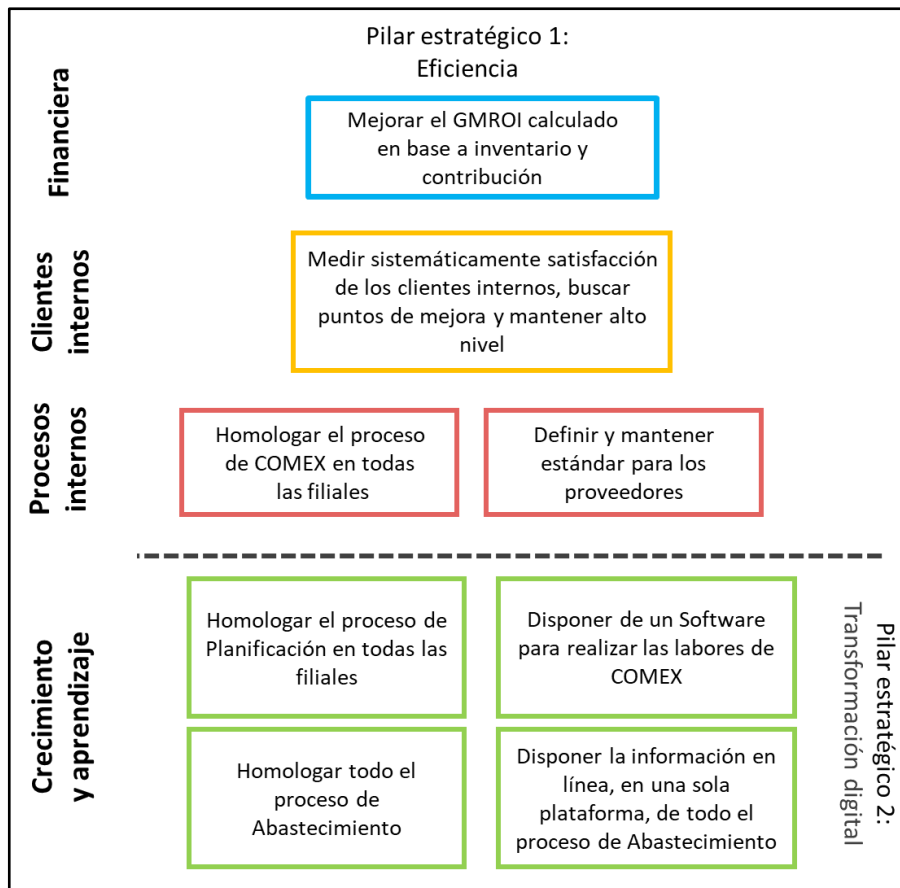 Pilar estratégico 1:
Eficiencia
Financiera
Mejorar el GMROI calculado
en base a inventario y
contribución
Clientes
internos
Medir sistemáticamente satisfacción
de los clientes internos, buscar
puntos de mejora y mantener alto
nivel
Procesos
internos
Homologar el proceso
de COMEX en todas
las filiales
Definir y mantener
estándar para los
proveedores
Crecimiento
y aprendizaje
Homologar el proceso de
Planificación en todas las
filiales
Disponer de un Software
para realizar las labores de
COMEX
Homologar todo el
proceso de
Abastecimiento
Disponer la información en
línea, en una sola
plataforma, de todo el
proceso de Abastecimiento
Pilar estratégico 2:
Transformación digital